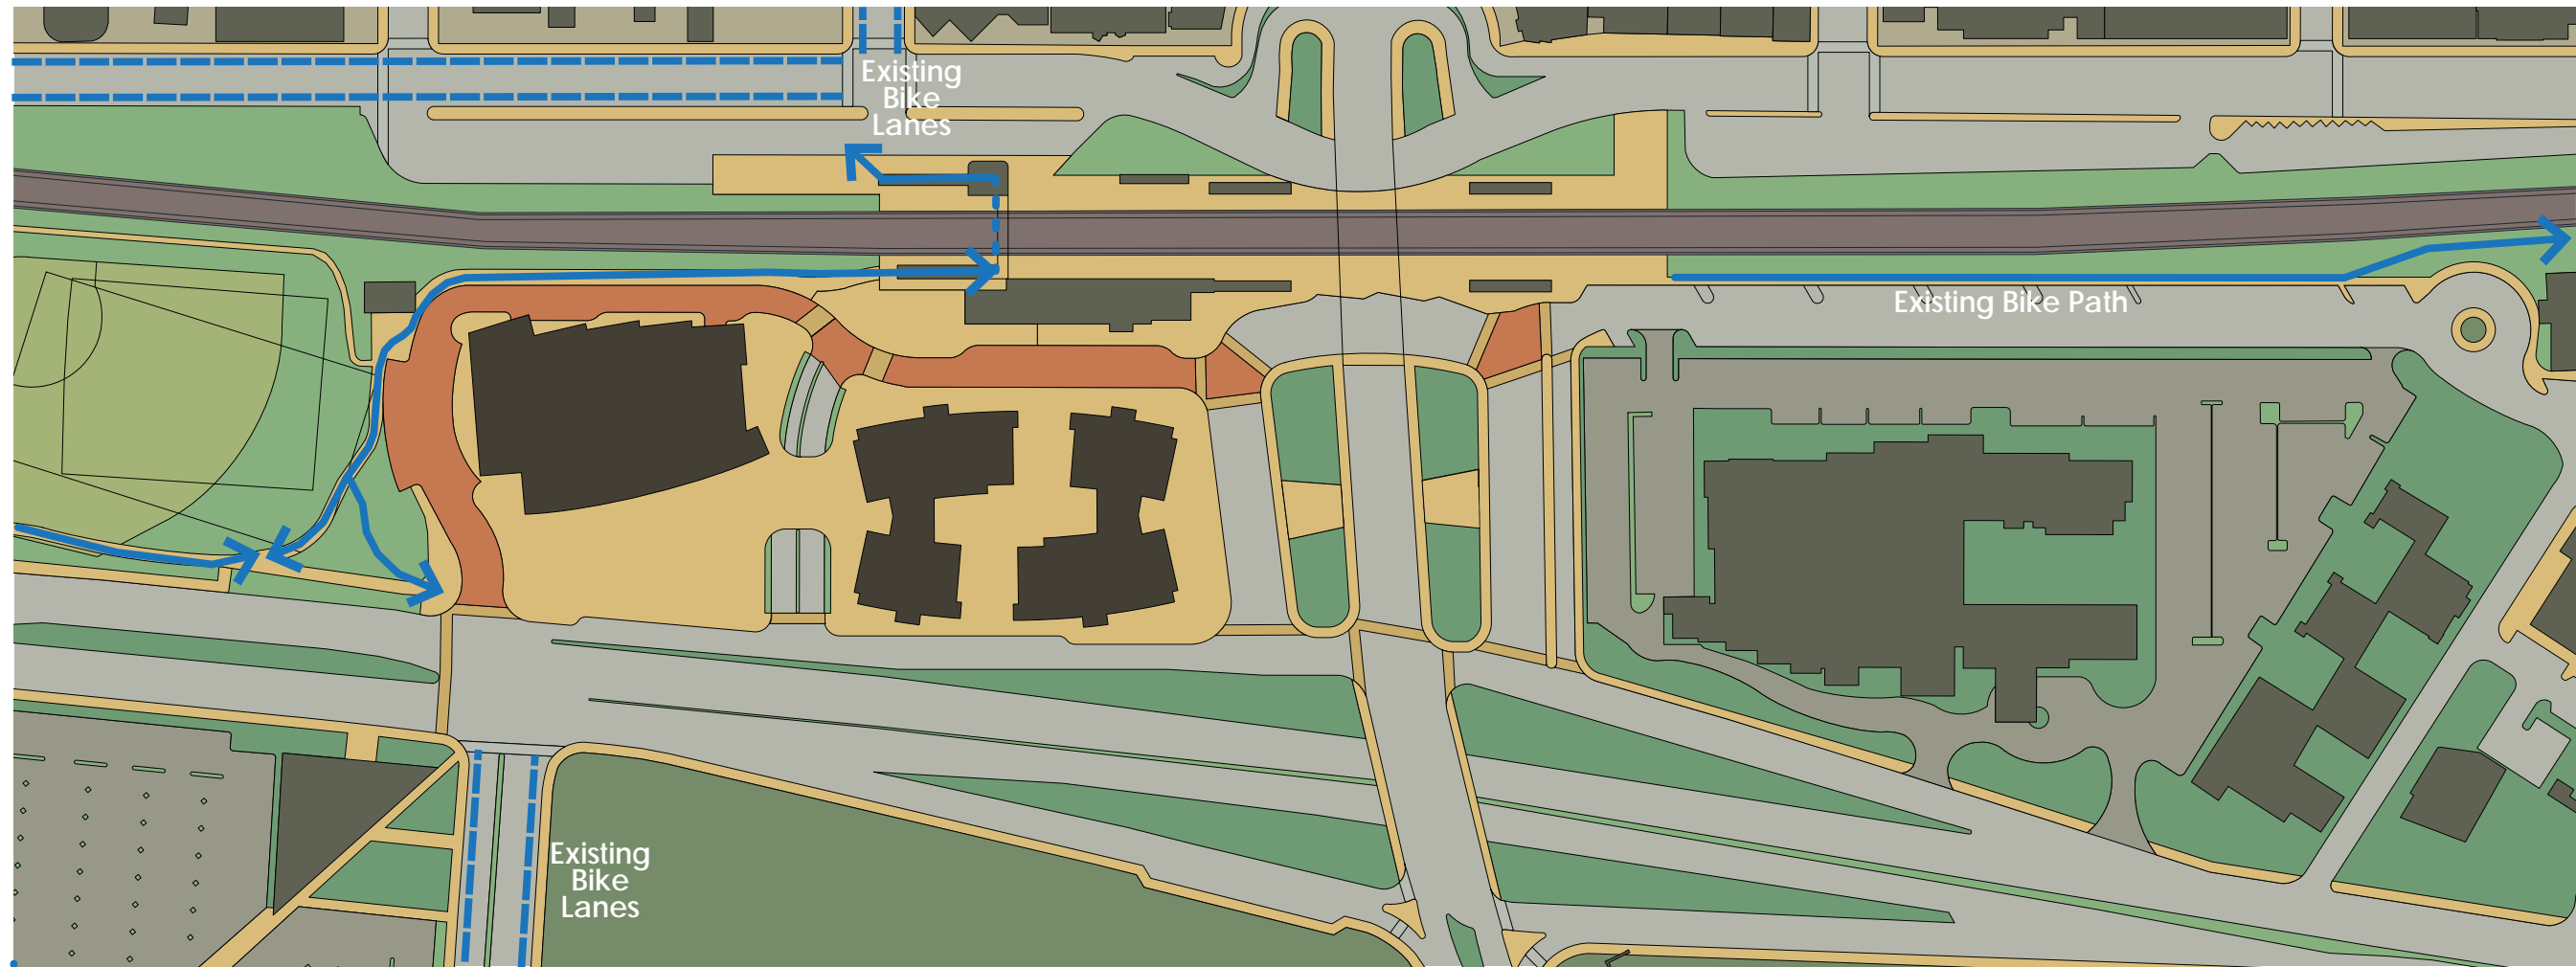 Existing
Bike
Lanes
Existing Bike Path
Existing
Bike
Lanes